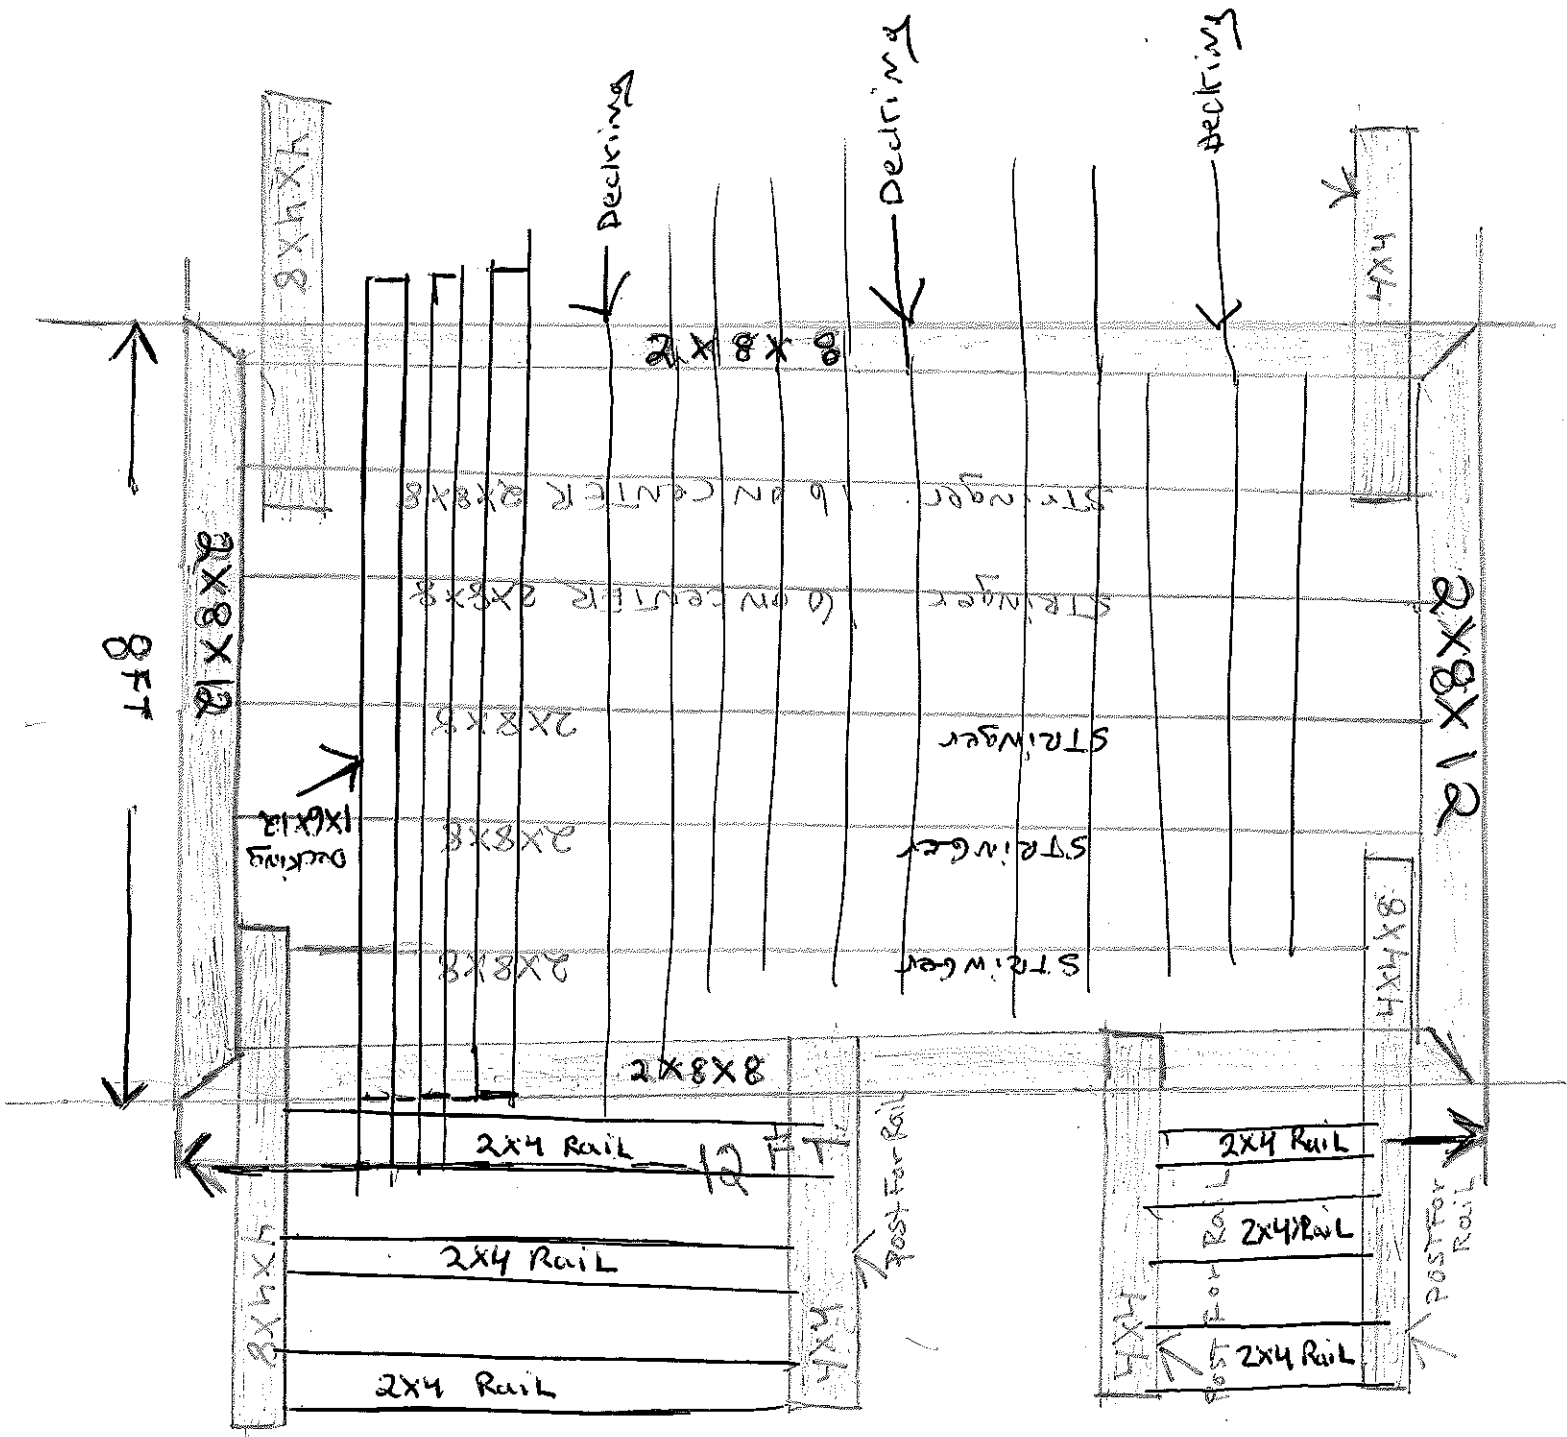 Decking
Decking
Decking
4X4X8
4X4
2X8X8
STRINGER 16 ON CENTER 2X8X8
STRINGER 16 ON CENTER 2X8X8
2X8X12
8FT
2X8X12
STRINGER 2X8X8
1X6X12
Decking
STRINGER 2X8X8
STRINGER 2X8X8
4X4X8
2X8X8
2X4 RaiL
12 FT.
Post For Rail
2X4 RaiL
2X4 RaiL
2X4 RaiL
4X4X8
4X4
4X4
Post For RaiL
2X4 RaiL
2X4 RaiL
POST FOR
RaiL